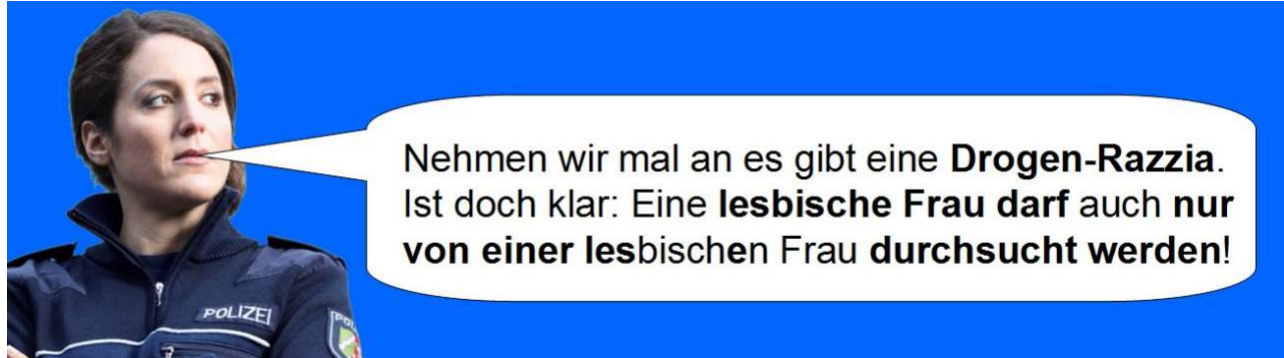 Nehmen wir mal an es gibt eine Drogen-Razzia.
Ist doch klar: Eine lesbische Frau darf auch nur
von einer lesbischen Frau durchsucht werden!
POLIZEI